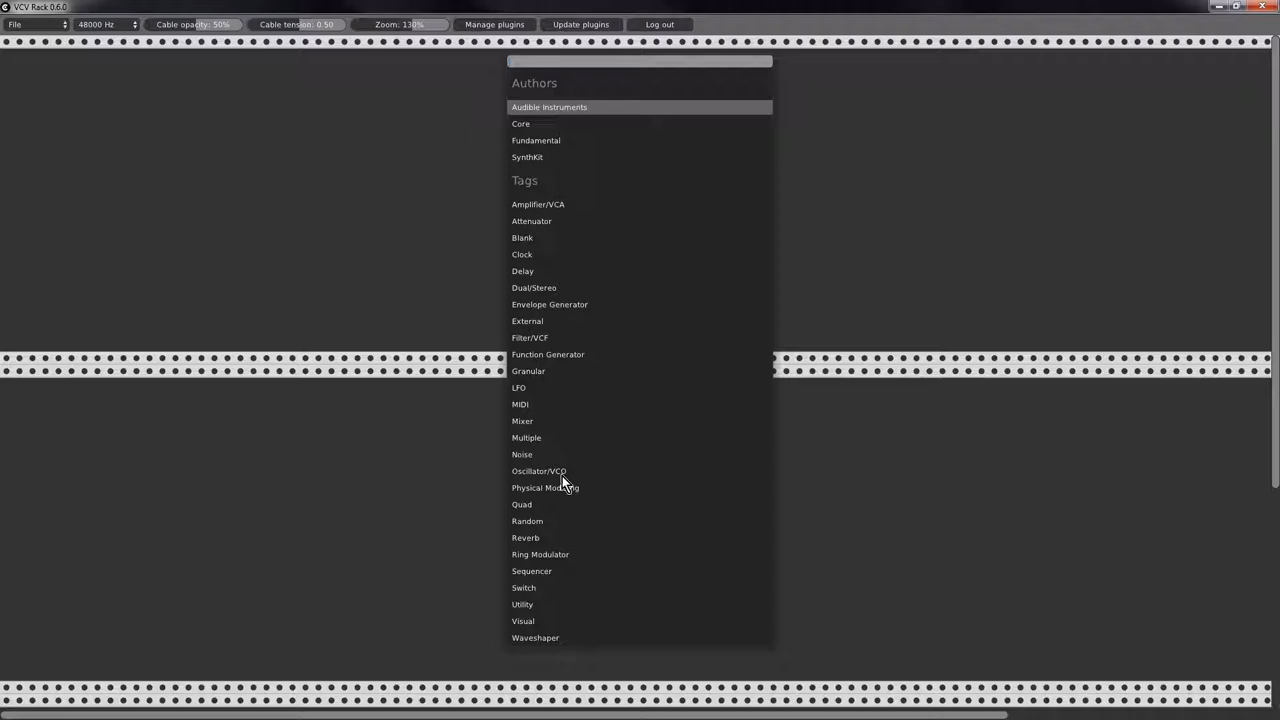 VCV Rack 0.6.0
File 48000 Hz Cable opacity: 50% Cable tension: 0.50 Zoom: 130% Manage plugins Update plugins Log out
Authors
Audible Instruments
Core
Fundamental
SynthKit
Tags
Amplifier/VCA
Attenuator
Blank
Clock
Delay
Dual/Stereo
Envelope Generator
External
Filter/VCF
Function Generator
Granular
LFO
MIDI
Mixer
Multiple
Noise
Oscillator/VCO
Physical Modeling
Quad
Random
Reverb
Ring Modulator
Sequencer
Switch
Utility
Visual
Waveshaper